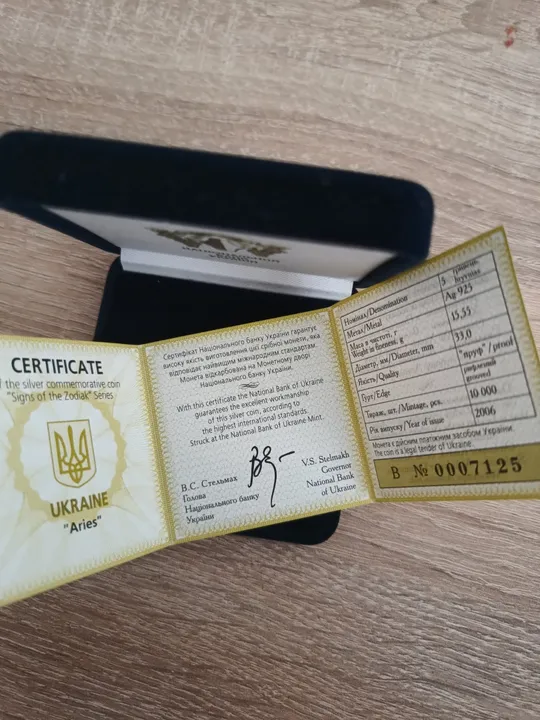 CERTIFICATE
the silver commemorative coin
"Signs of the Zodiak" Series
UKRAINE
"Aries"
Сертифікат Національного банку України гарантує
високу якість виготовлення цієї срібної монети, яка
відповідає найвищим міжнародним стандартам.
Монета відкарбована на Монетному дворі
Національного банку України.
With this certificate the National Bank of Ukraine
guarantees the excellent workmanship
of this silver coin, according to
the highest international standards.
Struck at the National Bank of Ukraine Mint.
В.С. Стельмах
Голова
Національного банку
України
V.S. Stelmakh
Governor
National Bank
of Ukraine
Номінал/Denomination 5
Метал/Metal Ag 925
Маса в чистоті, г
Weight in fineness, g 15,55
Діаметр, мм/Diameter, mm 33.0
Якість/Quality "пруф" / proof
Гурт/Edge рифлений
grooved
Тираж, шт./Mintage, pcs. 10 000
Рік випуску/Year of issue 2006
Монета є дійсним платіжним засобом України.
The coin is a legal tender of Ukraine.
В № 0007125